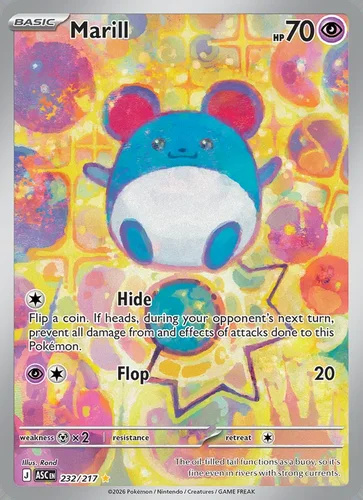 BASIC
Marill
HP 70
Hide
Flip a coin. If heads, during your opponent's next turn,
prevent all damage from and effects of attacks done to this
Pokémon.
Flop 20
weakness ×2 resistance retreat
Illus. Rond
The oil-filled tail functions as a buoy, so it's
fine even in rivers with strong currents.
J ASC EN 232/217
©2026 Pokémon / Nintendo / Creatures / GAME FREAK